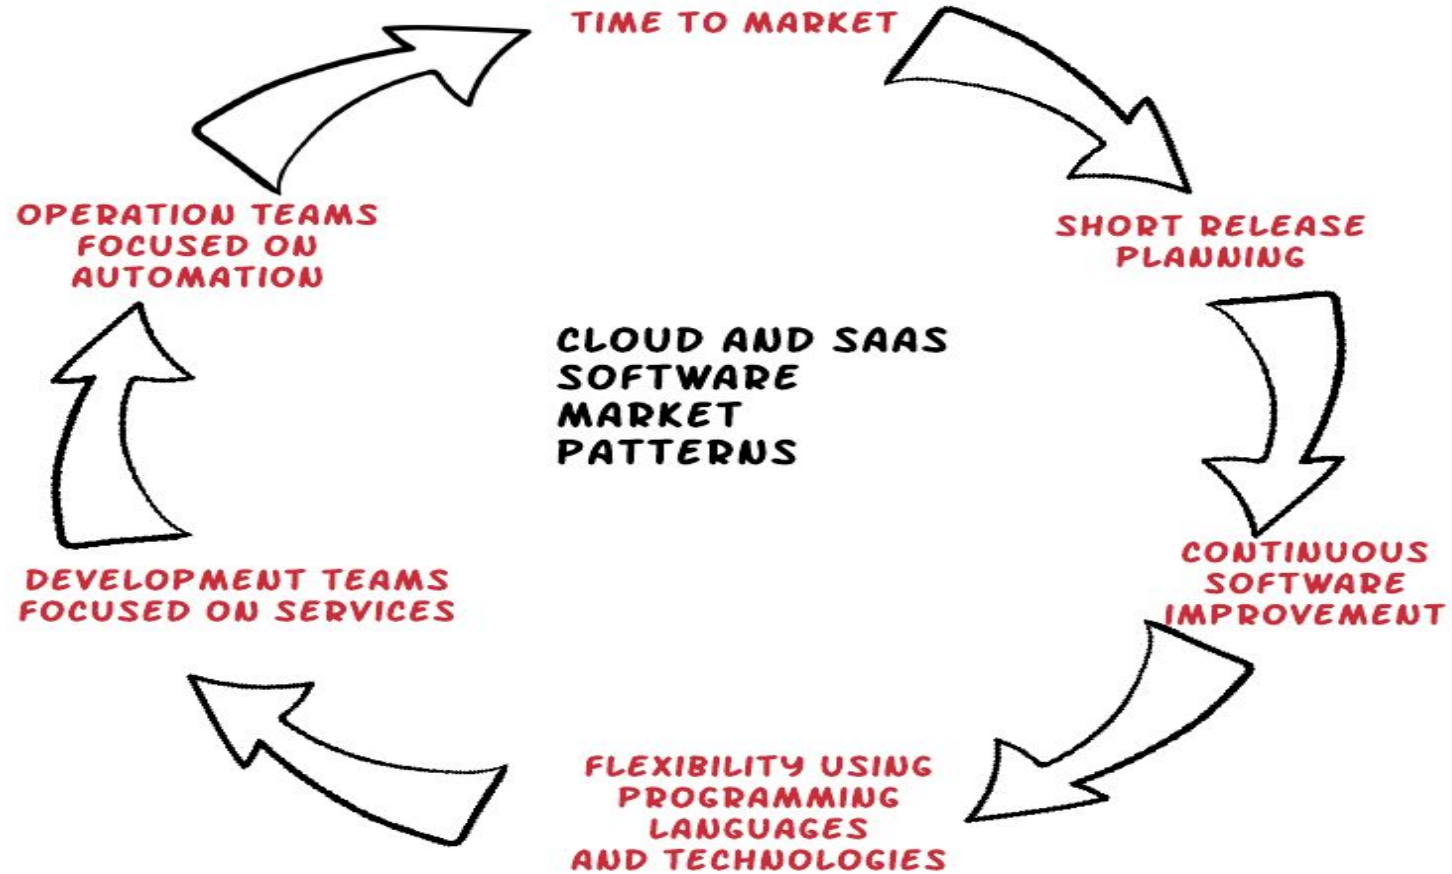 TIME TO MARKET
SHORT RELEASE
PLANNING
CONTINUOUS
SOFTWARE
IMPROVEMENT
FLEXIBILITY USING
PROGRAMMING
LANGUAGES
AND TECHNOLOGIES
DEVELOPMENT TEAMS
FOCUSED ON SERVICES
OPERATION TEAMS
FOCUSED ON
AUTOMATION
CLOUD AND SAAS
SOFTWARE
MARKET
PATTERNS